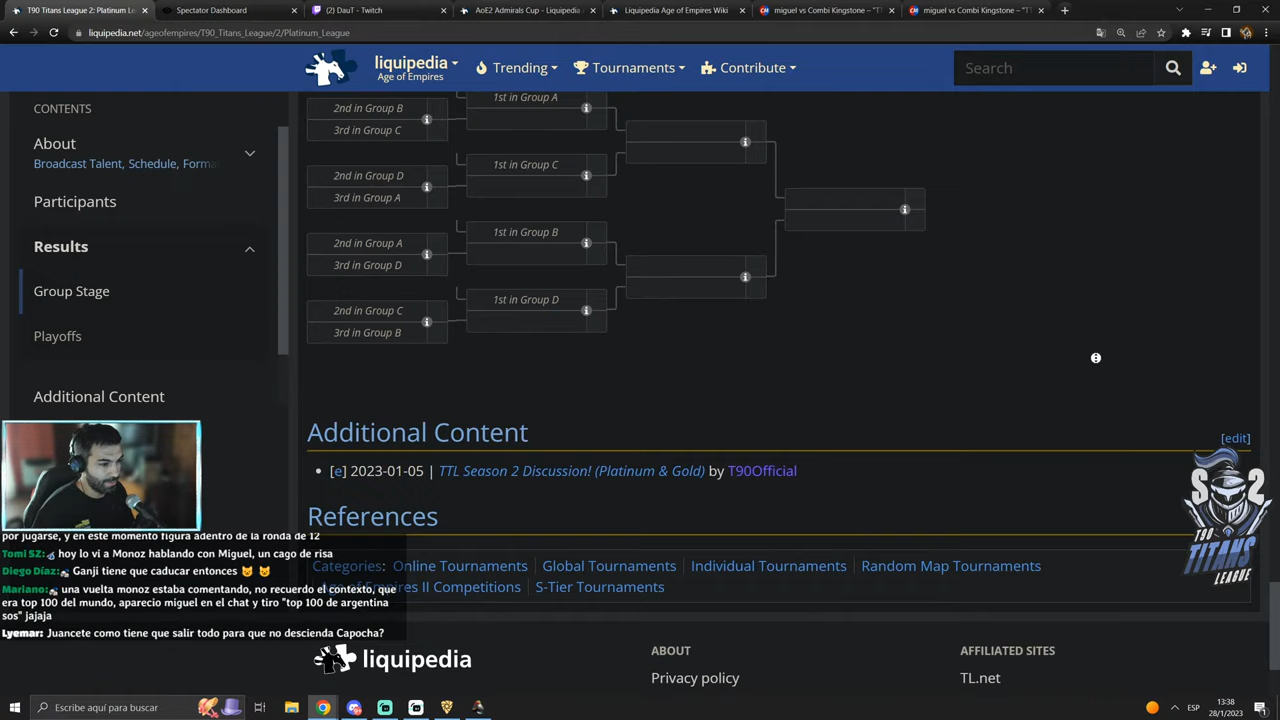 T90 Titans League 2: Platinum Le
Spectator Dashboard
(2) DauT - Twitch
AoE2 Admirals Cup - Liquipedia
Liquipedia Age of Empires Wiki
miguel vs Combi Kingstone – "T
miguel vs Combi Kingstone – "T
liquipedia.net/ageofempires/T90_Titans_League/2/Platinum_League
liquipedia
Age of Empires
Trending
Tournaments
Contribute
Search
CONTENTS
About
Broadcast Talent, Schedule, Forma
Participants
Results
Group Stage
Playoffs
Additional Content
2nd in Group B
3rd in Group C
2nd in Group D
3rd in Group A
2nd in Group A
3rd in Group D
2nd in Group C
3rd in Group B
1st in Group A
1st in Group C
1st in Group B
1st in Group D
Additional Content
[edit]
[e] 2023-01-05 | TTL Season 2 Discussion! (Platinum & Gold) by T90Official
References
Categories: Online Tournaments Global Tournaments Individual Tournaments Random Map Tournaments
Age of Empires II Competitions S-Tier Tournaments
S 2
T90
TITANS
LEAGUE
por jugarse, y en este momento figura adentro de la ronda de 12
Tomi SZ: hoy lo vi a Monoz hablando con Miguel, un cago de risa
Diego Díaz: Ganji tiene que caducar entonces
Mariano: una vuelta monoz estaba comentando, no recuerdo el contexto, que
era top 100 del mundo, aparecio miguel en el chat y tiro "top 100 de argentina
sos" jajaja
Lyemar: Juancete como tiene que salir todo para que no descienda Capocha?
liquipedia
ABOUT
Privacy policy
AFFILIATED SITES
TL.net
Escribe aquí para buscar
ESP
13:38
28/1/2023
1